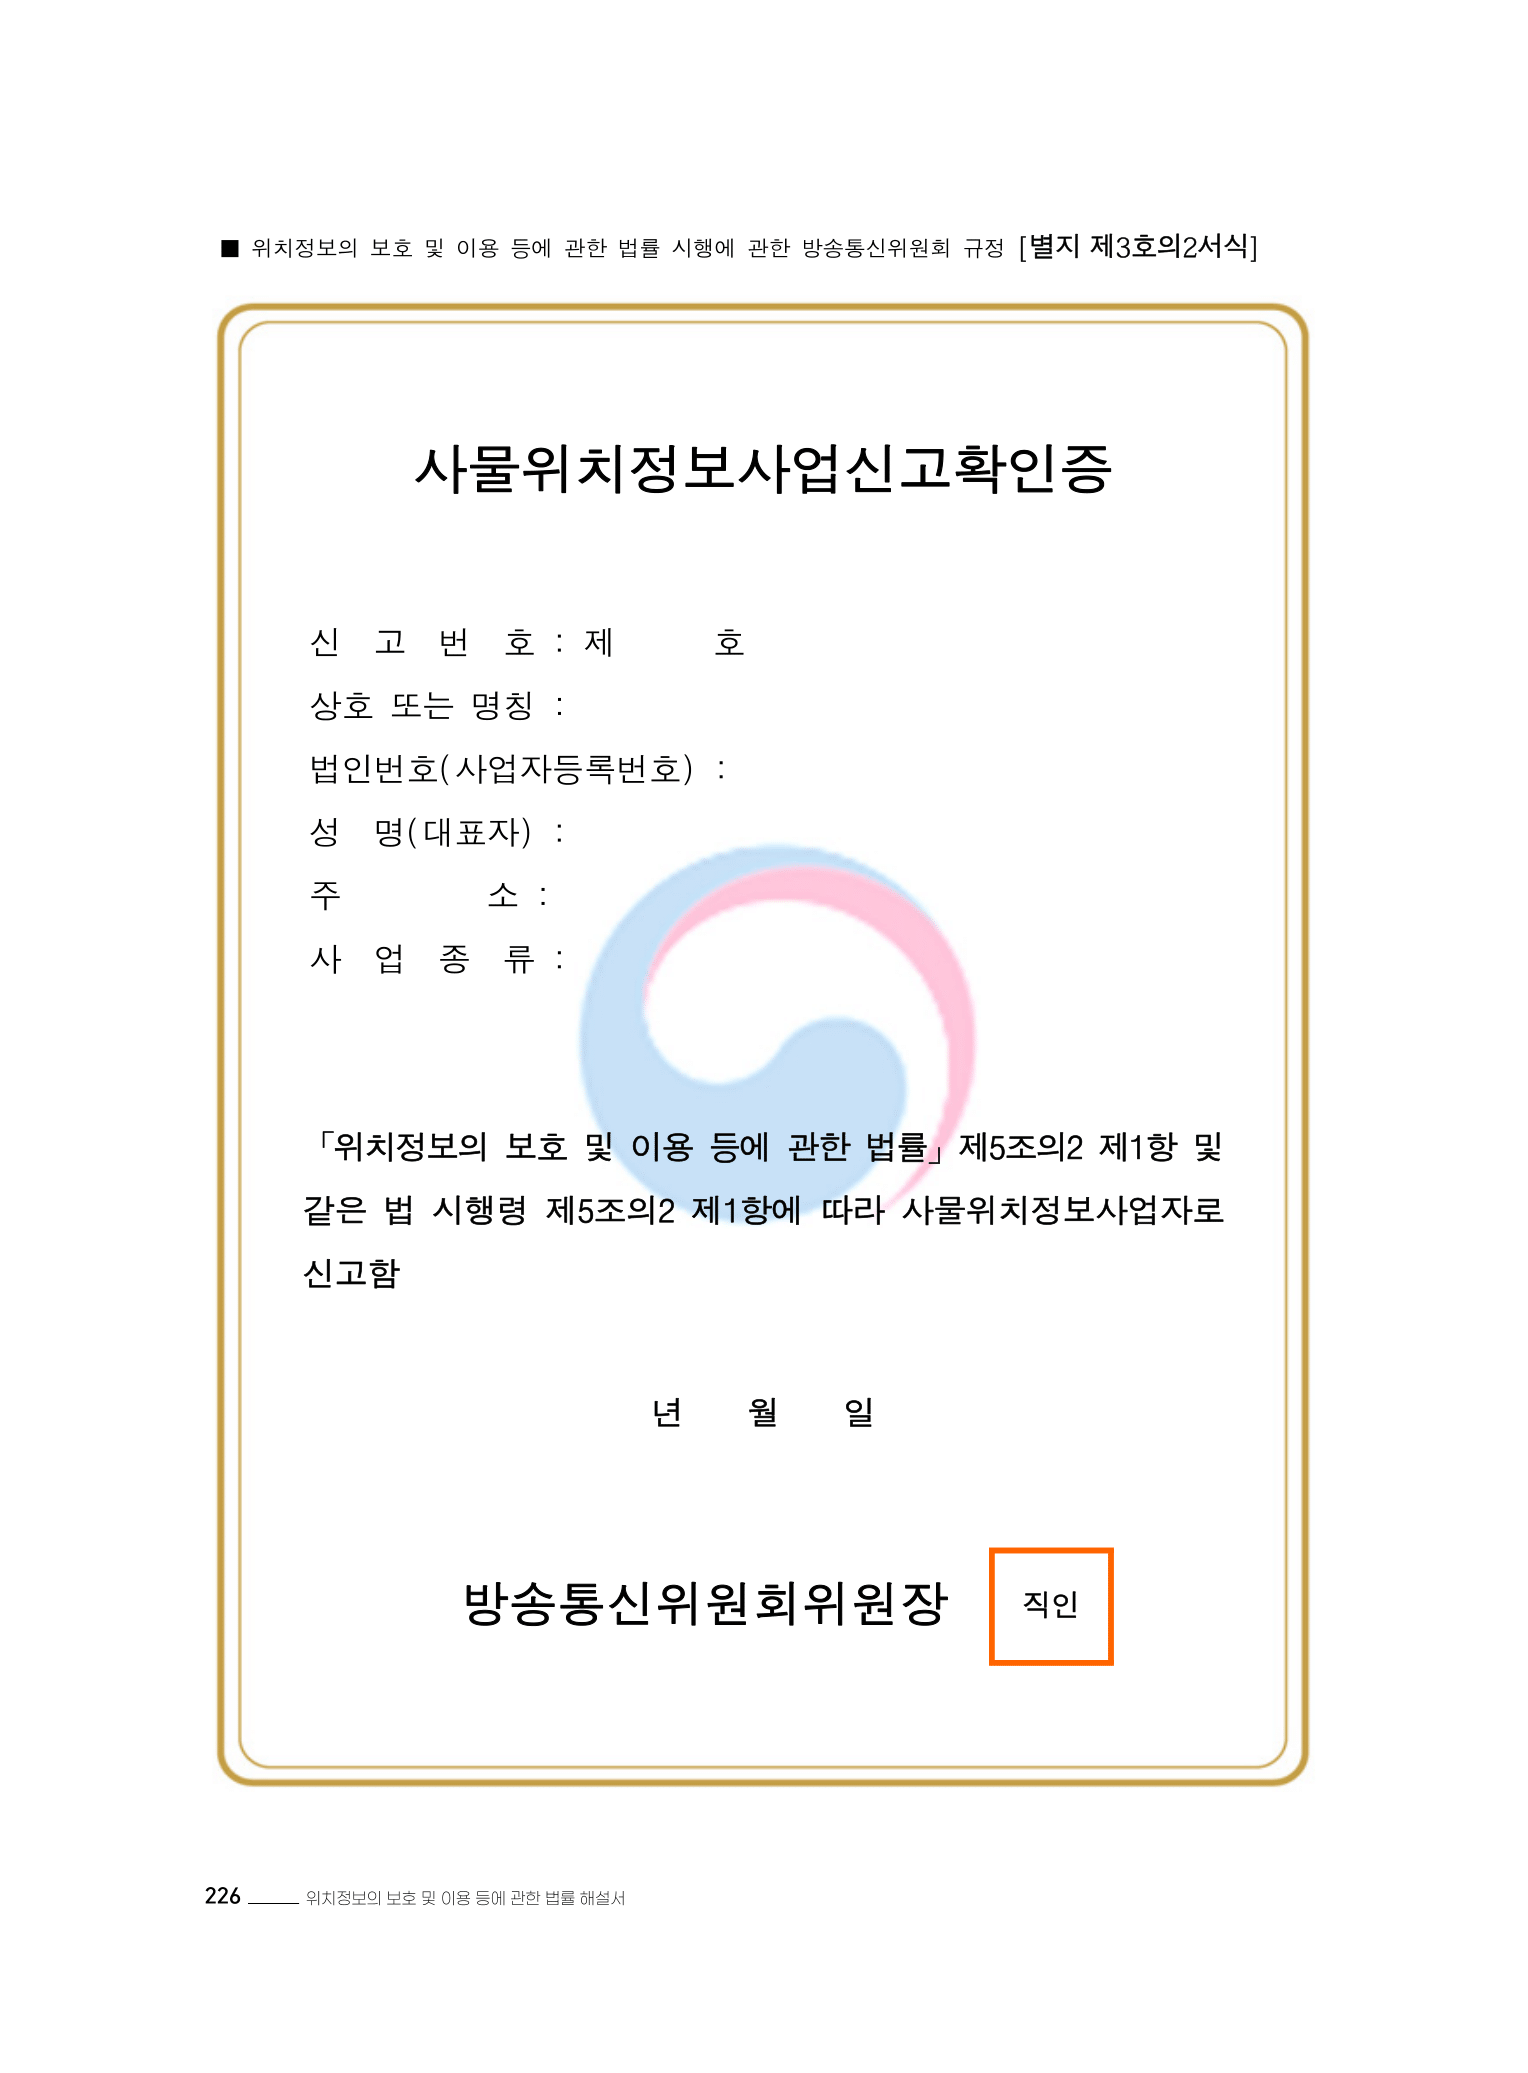 ■ 위치정보의 보호 및 이용 등에 관한 법률 시행에 관한 방송통신위원회 규정 [별지 제3호의2서식]
사물위치정보사업신고확인증
신 고 번 호 : 제 호
상호 또는 명칭 :
법인번호(사업자등록번호) :
성 명(대표자) :
주 소 :
사 업 종 류 :
「위치정보의 보호 및 이용 등에 관한 법률」제5조의2 제1항 및
같은 법 시행령 제5조의2 제1항에 따라 사물위치정보사업자로
신고함
년 월 일
방송통신위원회위원장 직인
226 위치정보의 보호 및 이용 등에 관한 법률 해설서